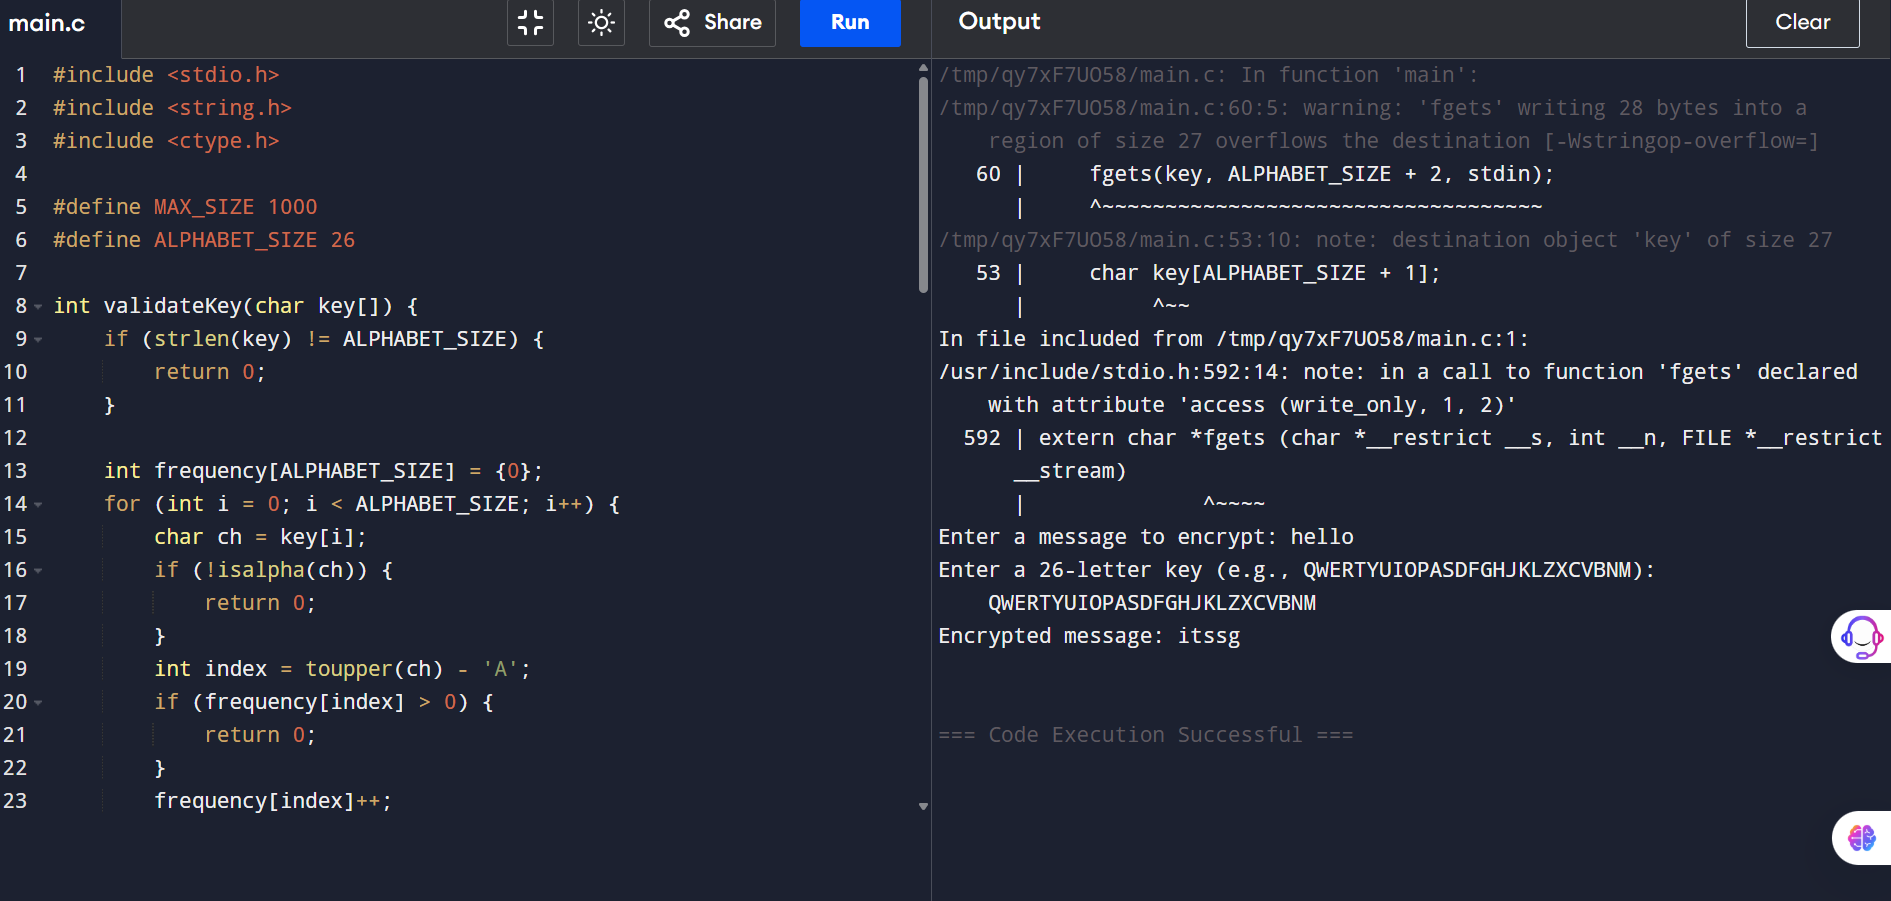 main.c
Share
Run
Output
Clear
1 #include <stdio.h>
2 #include <string.h>
3 #include <ctype.h>
4
5 #define MAX_SIZE 1000
6 #define ALPHABET_SIZE 26
7
8 int validateKey(char key[]) {
9     if (strlen(key) != ALPHABET_SIZE) {
10         return 0;
11     }
12
13     int frequency[ALPHABET_SIZE] = {0};
14     for (int i = 0; i < ALPHABET_SIZE; i++) {
15         char ch = key[i];
16         if (!isalpha(ch)) {
17             return 0;
18         }
19         int index = toupper(ch) - 'A';
20         if (frequency[index] > 0) {
21             return 0;
22         }
23         frequency[index]++;
/tmp/qy7xF7UO58/main.c: In function 'main':
/tmp/qy7xF7UO58/main.c:60:5: warning: 'fgets' writing 28 bytes into a
region of size 27 overflows the destination [-Wstringop-overflow=]
60 |     fgets(key, ALPHABET_SIZE + 2, stdin);
|     ^~~~~~~~~~~~~~~~~~~~~~~~~~~~~~~~~~~~
/tmp/qy7xF7UO58/main.c:53:10: note: destination object 'key' of size 27
53 |     char key[ALPHABET_SIZE + 1];
|          ^~~
In file included from /tmp/qy7xF7UO58/main.c:1:
/usr/include/stdio.h:592:14: note: in a call to function 'fgets' declared
with attribute 'access (write_only, 1, 2)'
592 | extern char *fgets (char *__restrict __s, int __n, FILE *__restrict
__stream)
|              ^~~~~
Enter a message to encrypt: hello
Enter a 26-letter key (e.g., QWERTYUIOPASDFGHJKLZXCVBNM):
QWERTYUIOPASDFGHJKLZXCVBNM
Encrypted message: itssg
=== Code Execution Successful ===